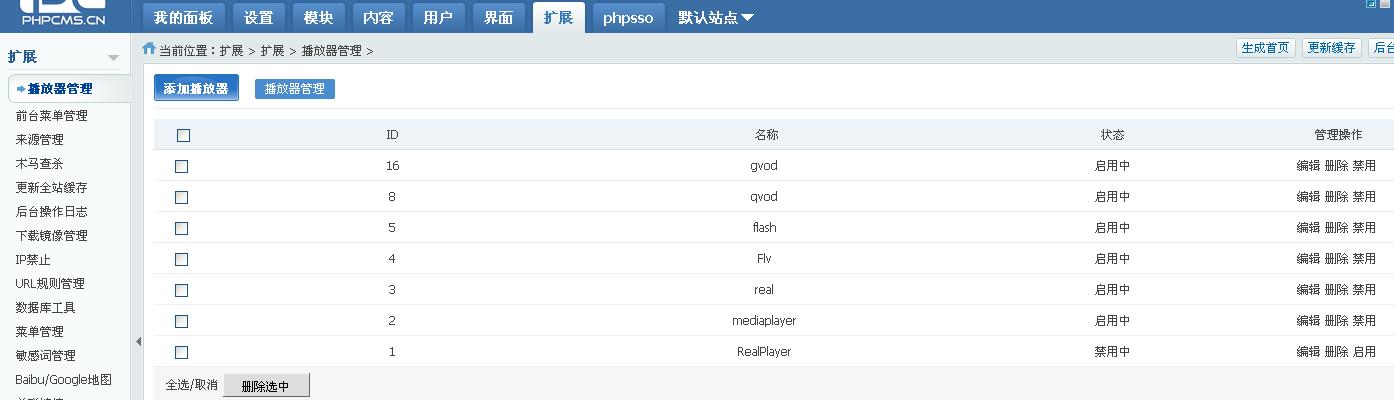 PHPCMS.CN
我的面板 设置 模块 内容 用户 界面 扩展 phpsso 默认站点
扩展
当前位置：扩展 > 扩展 > 播放器管理 >
生成首页 更新缓存 后台
播放器管理
前台菜单管理
来源管理
木马查杀
更新全站缓存
后台操作日志
下载镜像管理
IP禁止
URL规则管理
数据库工具
菜单管理
敏感词管理
Baibu/Google地图
添加播放器 播放器管理
ID 名称 状态 管理操作
16 gvod 启用中 编辑 删除 禁用
8 qvod 启用中 编辑 删除 禁用
5 flash 启用中 编辑 删除 禁用
4 Flv 启用中 编辑 删除 禁用
3 real 启用中 编辑 删除 禁用
2 mediaplayer 启用中 编辑 删除 禁用
1 RealPlayer 禁用中 编辑 删除 启用
全选/取消 删除选中